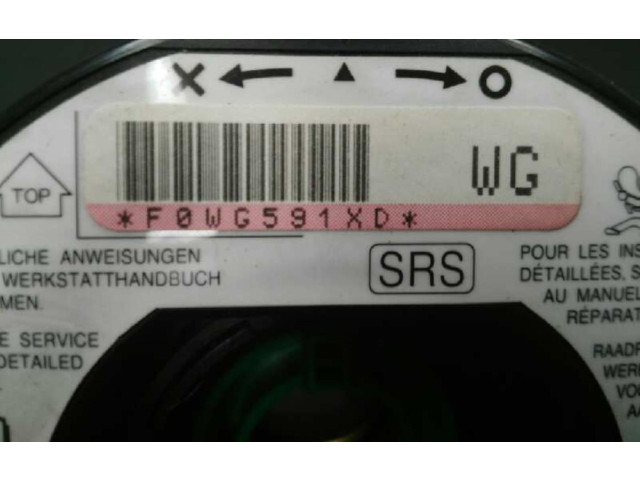 X ← ▲ → O
WG
TOP
*F0WG591XD*
LICHE ANWEISUNGEN
WERKSTATTHANDBUCH
MEN.
E SERVICE
DETAILED
SRS
POUR LES INS
DÉTAILLÉES. S
AU MANUEL
RÉPARAT
RAADP
WERK
VOO
AA